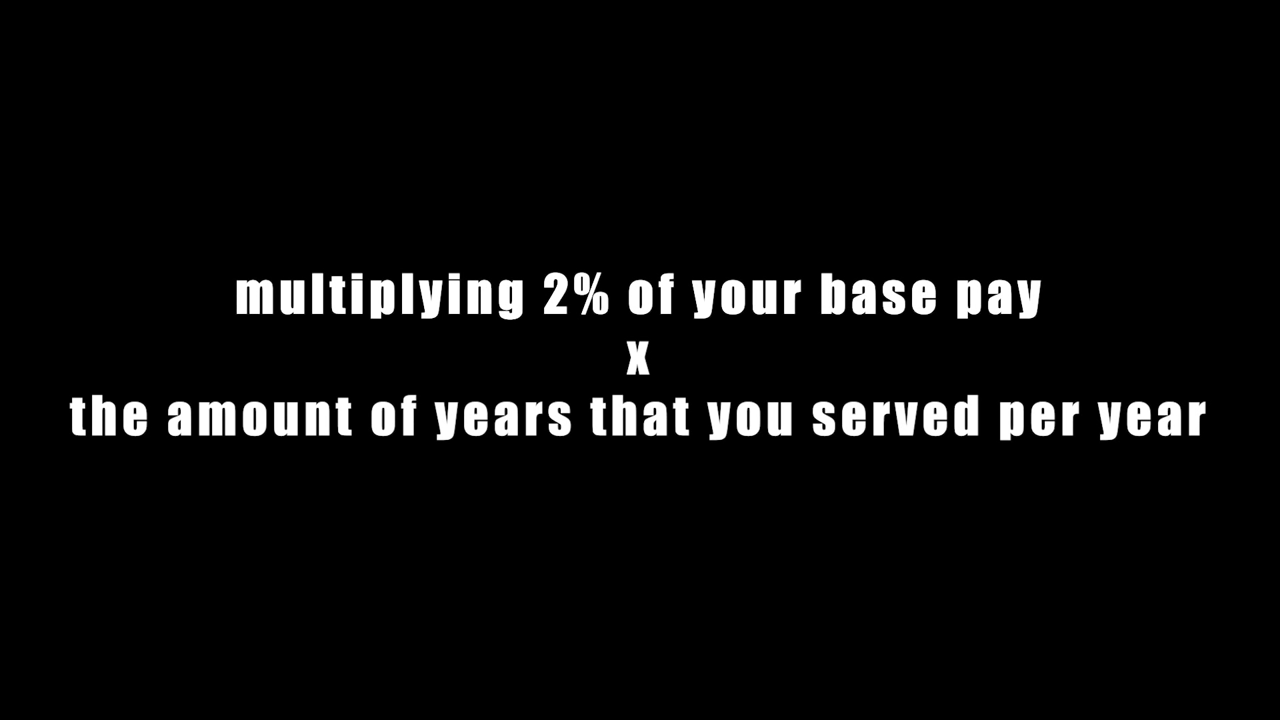 multiplying 2% of your base pay
x
the amount of years that you served per year